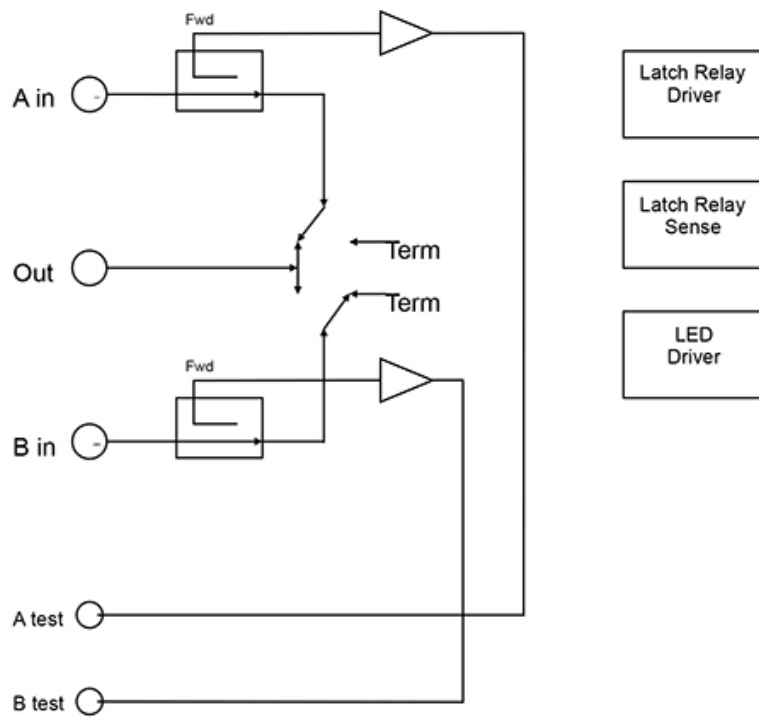 Fwd
A in
Latch Relay
Driver
Latch Relay
Sense
Term
Out
Term
LED
Driver
Fwd
B in
A test
B test